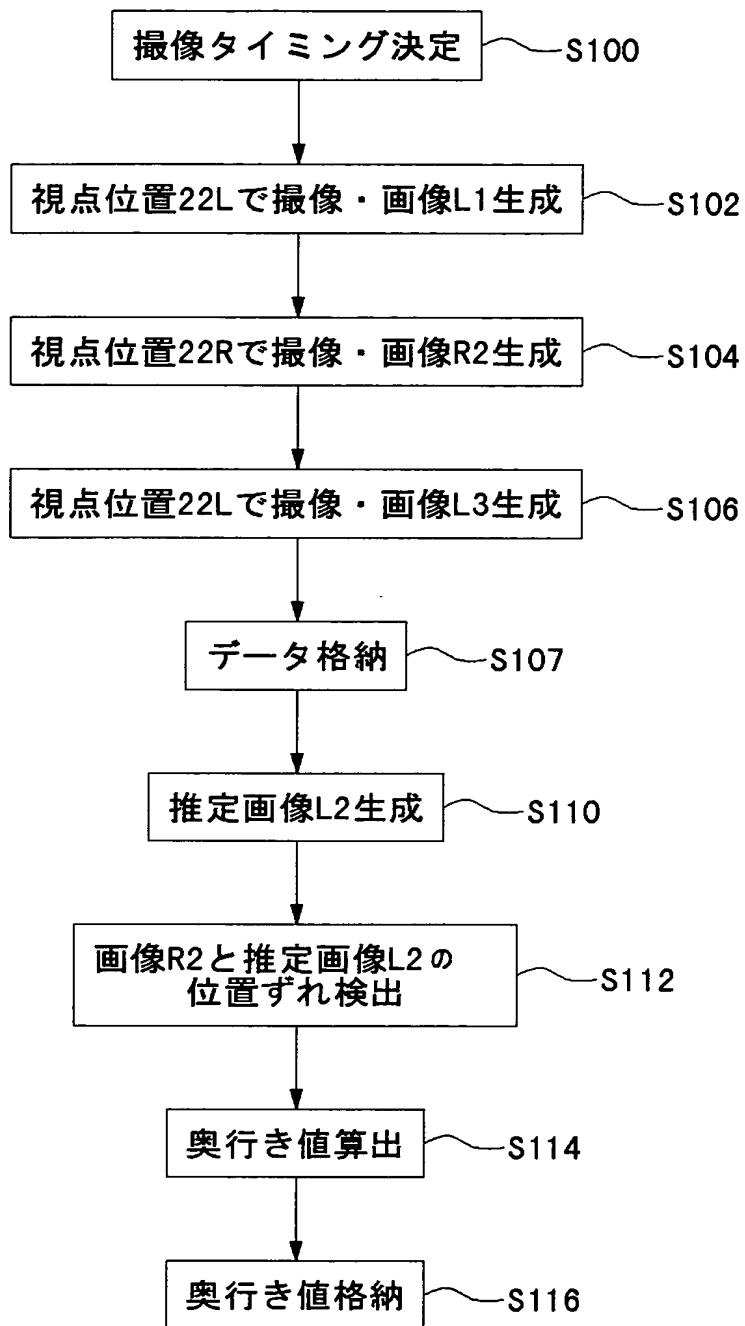 撮像タイミング決定 S100
視点位置22Lで撮像・画像L1生成 S102
視点位置22Rで撮像・画像R2生成 S104
視点位置22Lで撮像・画像L3生成 S106
データ格納 S107
推定画像L2生成 S110
画像R2と推定画像L2の
位置ずれ検出 S112
奥行き値算出 S114
奥行き値格納 S116